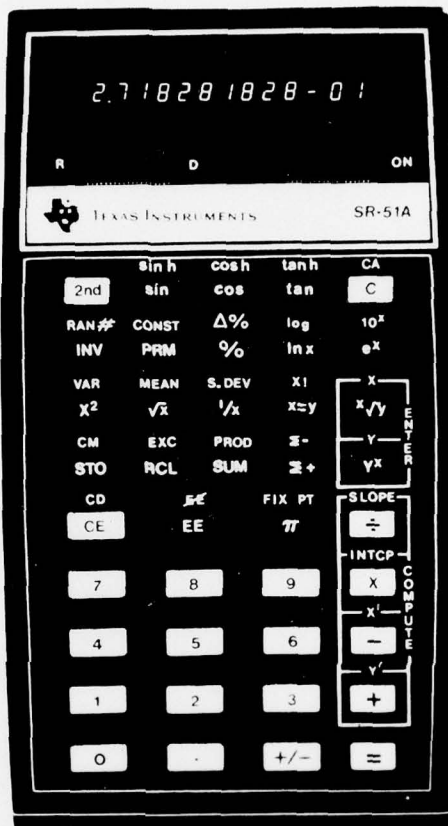 2.718281828-01
R D ON
TEXAS INSTRUMENTS SR-51A
sinh cosh tanh CA
2nd sin cos tan C
RAN# CONST Δ% log 10ˣ
INV PRM % lnx eˣ
VAR MEAN S.DEV X! X
X² √x 1/x x⇌y ˣ√y
CM EXC PROD Σ- Y
STO RCL SUM Σ+ Yˣ
ENTER
CD EE FIX PT SLOPE
CE EE π ÷
INTCP
7 8 9 X
X'
4 5 6 −
Y'
1 2 3 +
COMPUTE
0 . +/− =